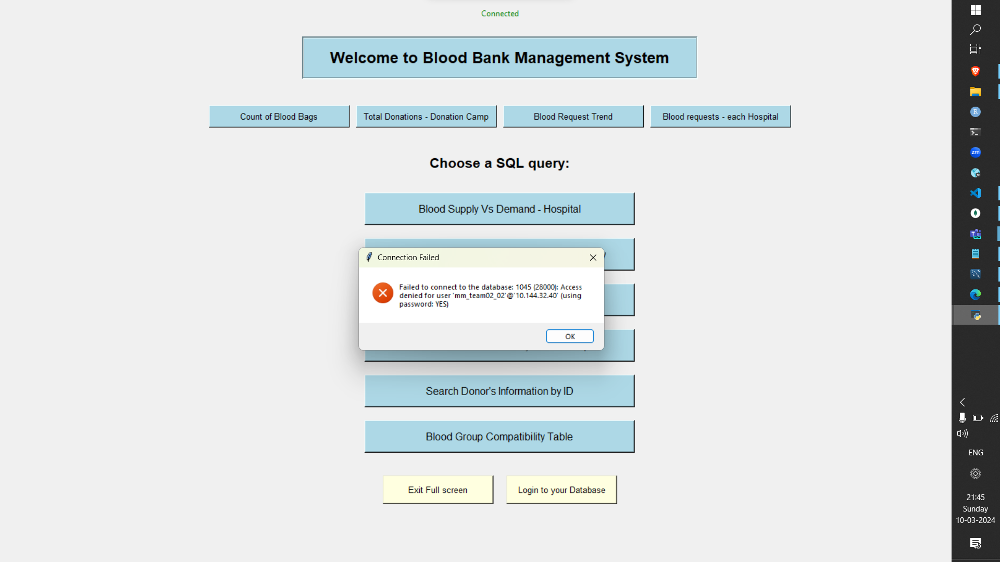 Connected
Welcome to Blood Bank Management System
Count of Blood Bags
Total Donations - Donation Camp
Blood Request Trend
Blood requests - each Hospital
Choose a SQL query:
Blood Supply Vs Demand - Hospital
Connection Failed
Failed to connect to the database: 1045 (28000): Access
denied for user 'mm_team02_02'@'10.144.32.40' (using
password: YES)
OK
Search Donor's Information by ID
Blood Group Compatibility Table
Exit Full screen
Login to your Database
R
zm
T
NEW
ENG
21:45
Sunday
10-03-2024